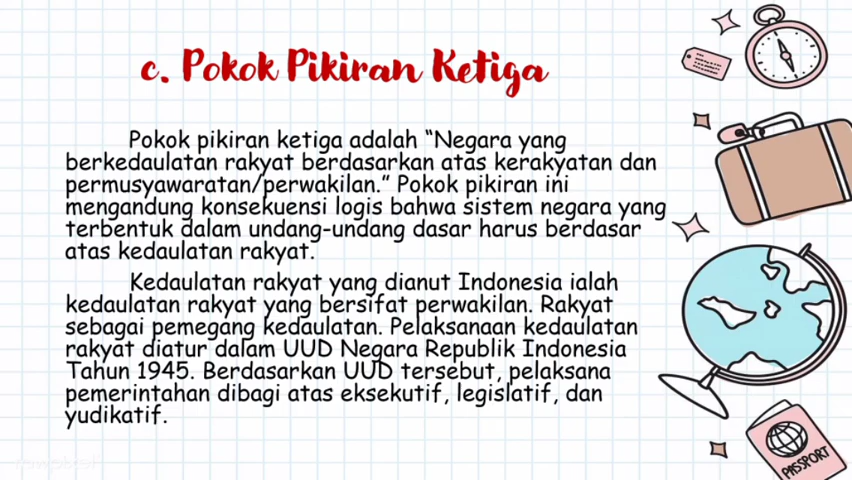 c. Pokok Pikiran Ketiga
Pokok pikiran ketiga adalah “Negara yang
berkedaulatan rakyat berdasarkan atas kerakyatan dan
permusyawaratan/perwakilan.” Pokok pikiran ini
mengandung konsekuensi logis bahwa sistem negara yang
terbentuk dalam undang-undang dasar harus berdasar
atas kedaulatan rakyat.
Kedaulatan rakyat yang dianut Indonesia ialah
kedaulatan rakyat yang bersifat perwakilan. Rakyat
sebagai pemegang kedaulatan. Pelaksanaan kedaulatan
rakyat diatur dalam UUD Negara Republik Indonesia
Tahun 1945. Berdasarkan UUD tersebut, pelaksana
pemerintahan dibagi atas eksekutif, legislatif, dan
yudikatif.
PASSPORT